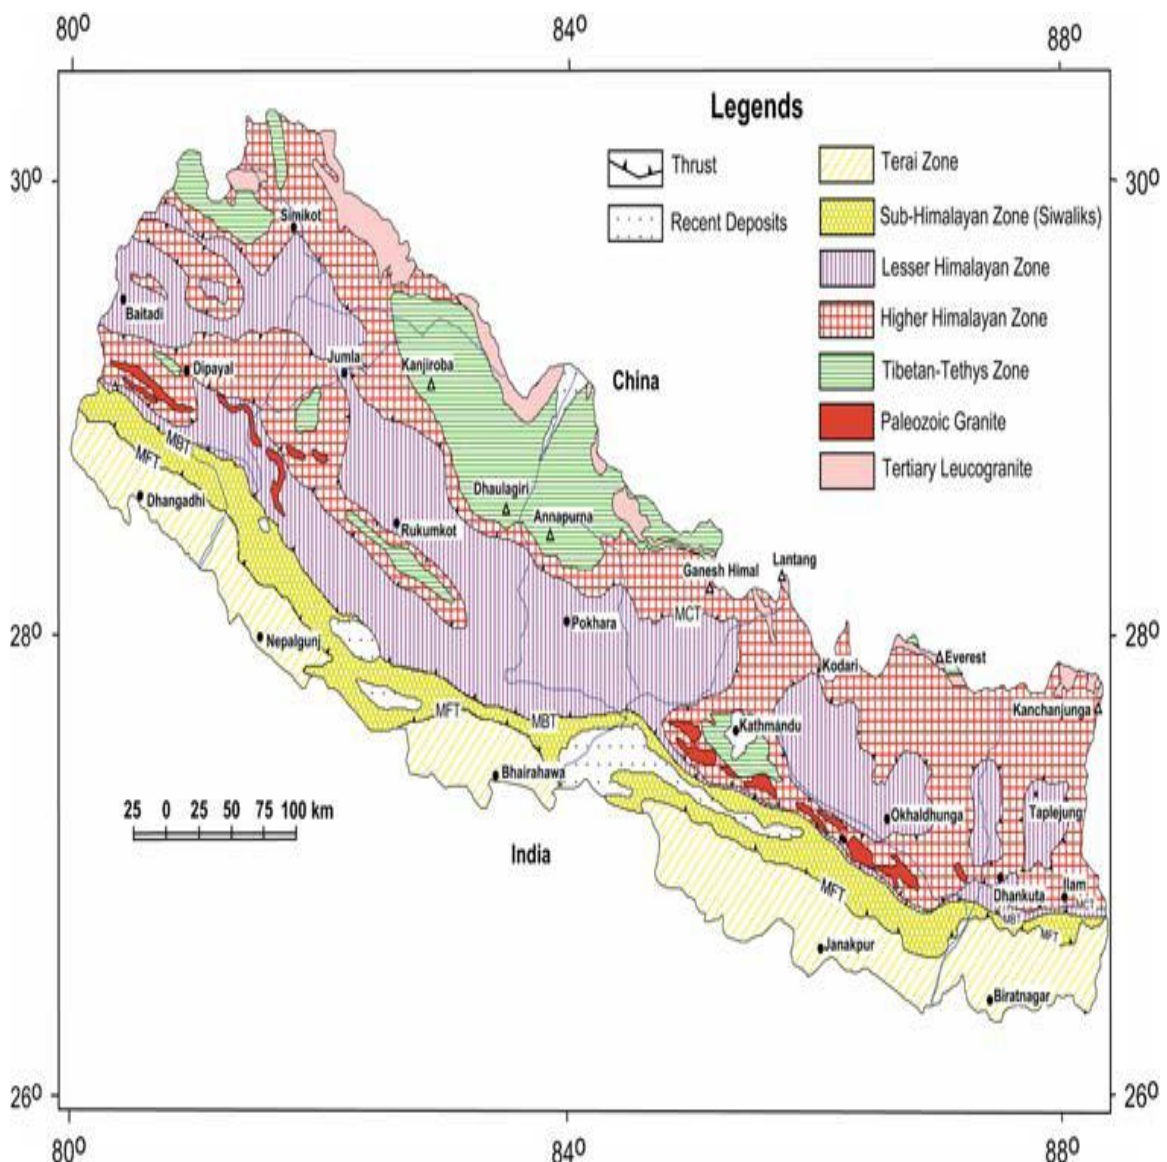 80⁰ 84⁰ 88⁰
Legends
Thrust
Recent Deposits
Terai Zone
Sub-Himalayan Zone (Siwaliks)
Lesser Himalayan Zone
Higher Himalayan Zone
Tibetan-Tethys Zone
Paleozoic Granite
Tertiary Leucogranite
30⁰ 30⁰
Simikot
Baitadi
Dipayal
Jumla
Kanjiroba
China
MBT
MFT
Dhangadhi
Dhaulagiri
Annapurna
Rukumkot
Lantang
Ganesh Himal
MCT
Pokhara
28⁰ 28⁰
Nepalgunj
Kodari
Everest
Kanchanjunga
MFT
MBT
Kathmandu
Bhairahawa
25 0 25 50 75 100 km
Okhaldhunga
Taplejung
India
MFT
Dhankuta
Ilam
MCT
MBT
MFT
Janakpur
Biratnagar
26⁰ 26⁰
80⁰ 84⁰ 88⁰